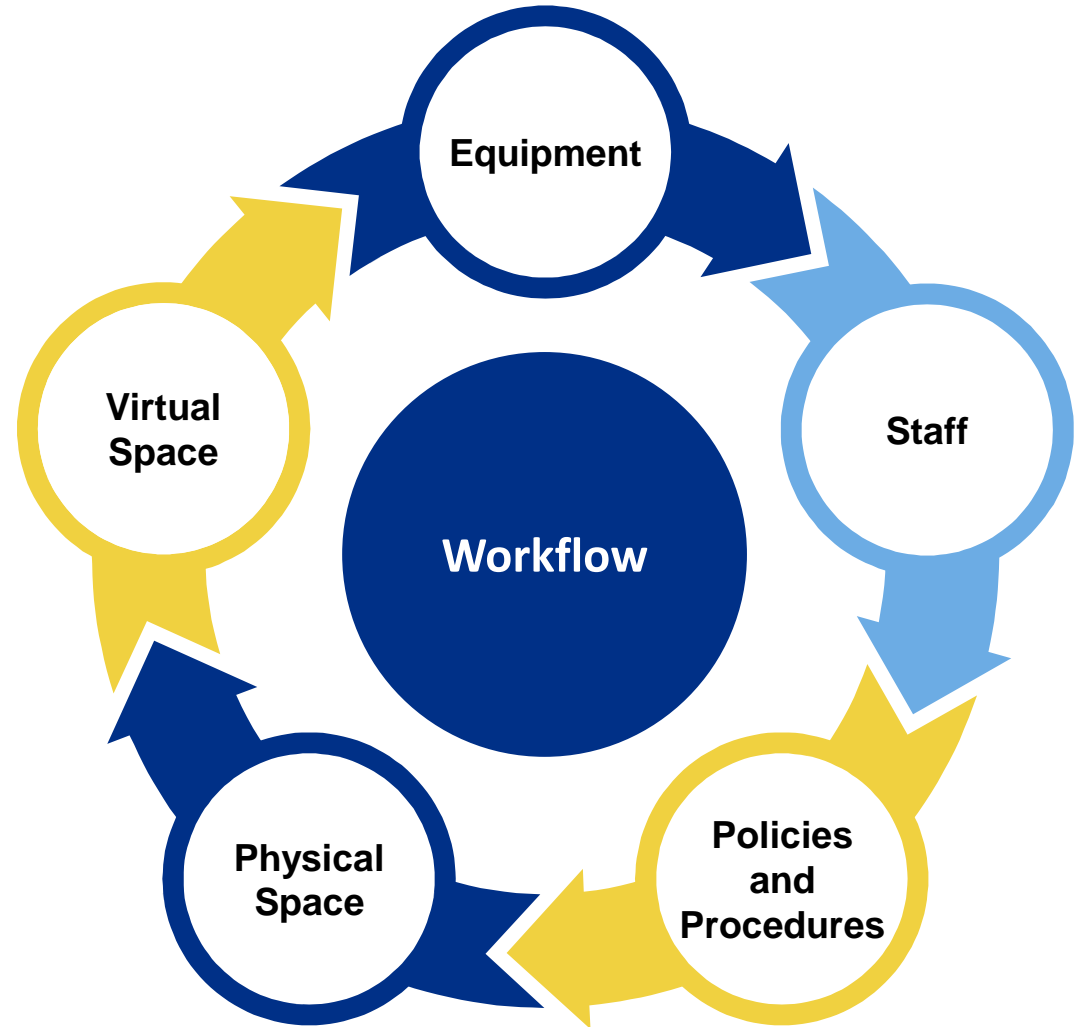 Equipment
Virtual
Space
Staff
Workflow
Policies
and
Procedures
Physical
Space